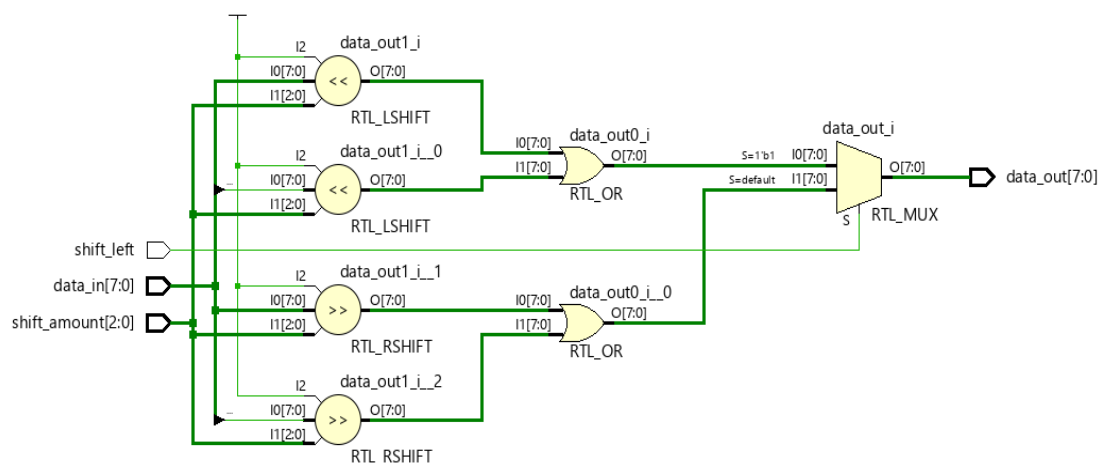 data_out1_i
I2
I0[7:0]
I1[2:0]
<<
O[7:0]
RTL_LSHIFT
data_out1_i__0
I2
I0[7:0]
I1[2:0]
<<
O[7:0]
RTL_LSHIFT
data_out0_i
I0[7:0]
I1[7:0]
O[7:0]
RTL_OR
data_out_i
S=1'b1
I0[7:0]
S=default
I1[7:0]
O[7:0]
S
RTL_MUX
data_out[7:0]
shift_left
data_in[7:0]
shift_amount[2:0]
data_out1_i__1
I2
I0[7:0]
I1[2:0]
>>
O[7:0]
RTL_RSHIFT
data_out0_i__0
I0[7:0]
I1[7:0]
O[7:0]
RTL_OR
data_out1_i__2
I2
I0[7:0]
I1[2:0]
>>
O[7:0]
RTL_RSHIFT